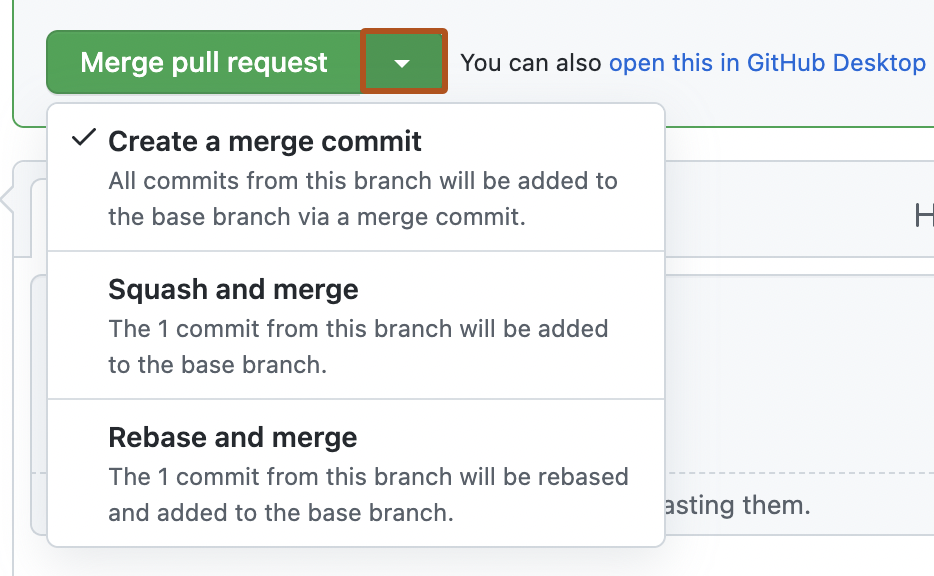 Merge pull request
You can also open this in GitHub Desktop
Create a merge commit
All commits from this branch will be added to
the base branch via a merge commit.
Squash and merge
The 1 commit from this branch will be added
to the base branch.
Rebase and merge
The 1 commit from this branch will be rebased
and added to the base branch.
them.